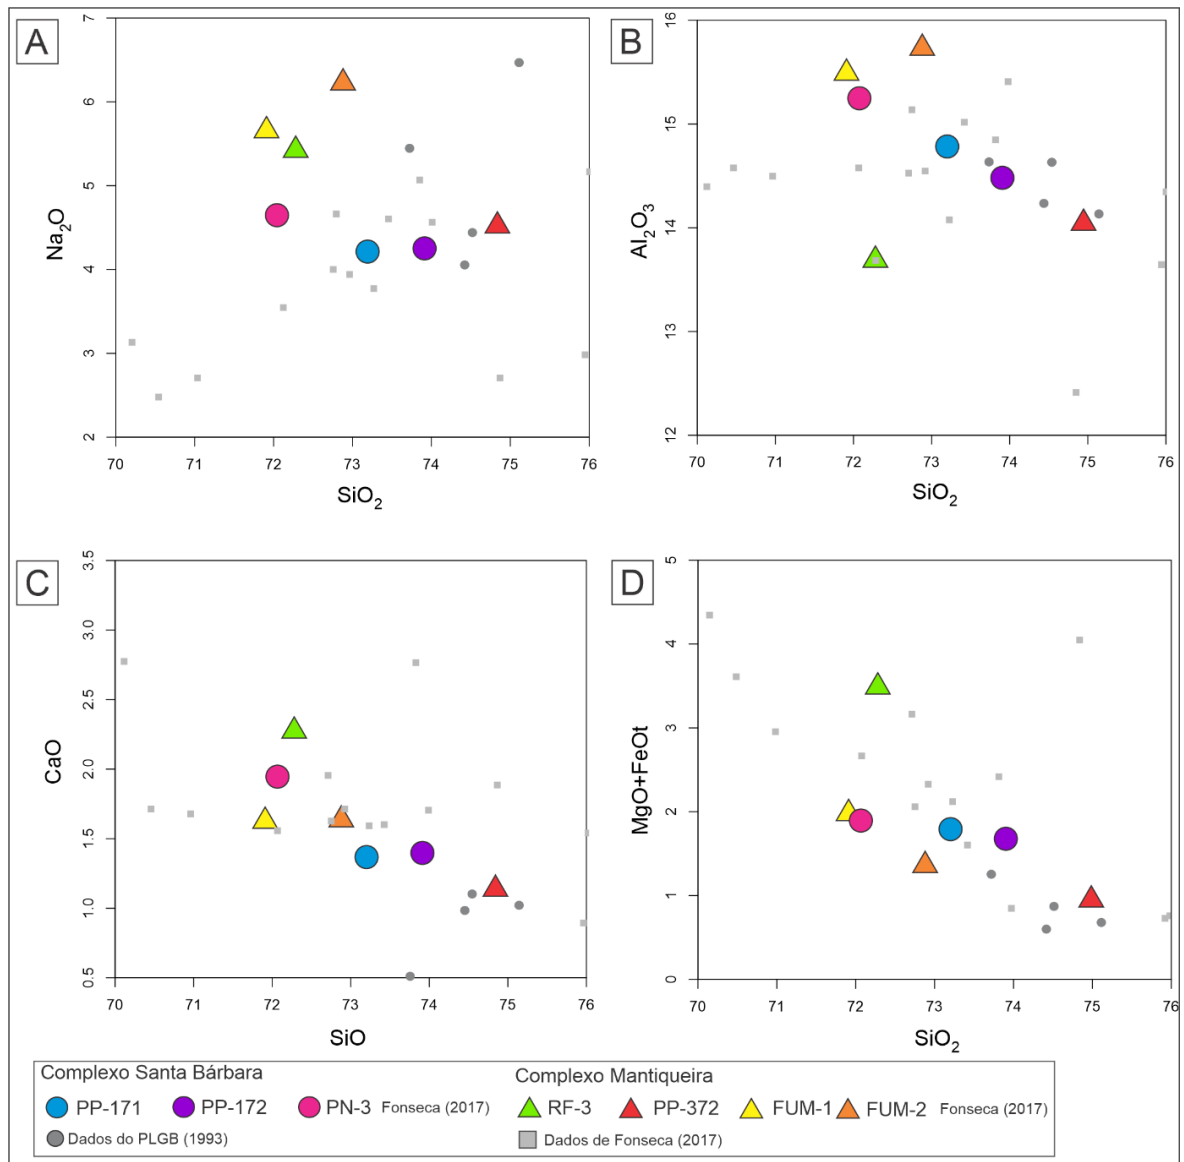 A
7
6
5
4
3
2
Na₂O
70 71 72 73 74 75 76
SiO₂
B
16
15
14
13
12
Al₂O₃
70 71 72 73 74 75 76
SiO₂
C
3.5
3.0
2.5
2.0
1.5
1.0
0.5
CaO
70 71 72 73 74 75 76
SiO
D
5
4
3
2
1
0
MgO+FeOt
70 71 72 73 74 75 76
SiO₂
Complexo Santa Bárbara
PP-171 PP-172 PN-3 Fonseca (2017)
Dados do PLGB (1993)
Complexo Mantiqueira
RF-3 PP-372 FUM-1 FUM-2 Fonseca (2017)
Dados de Fonseca (2017)